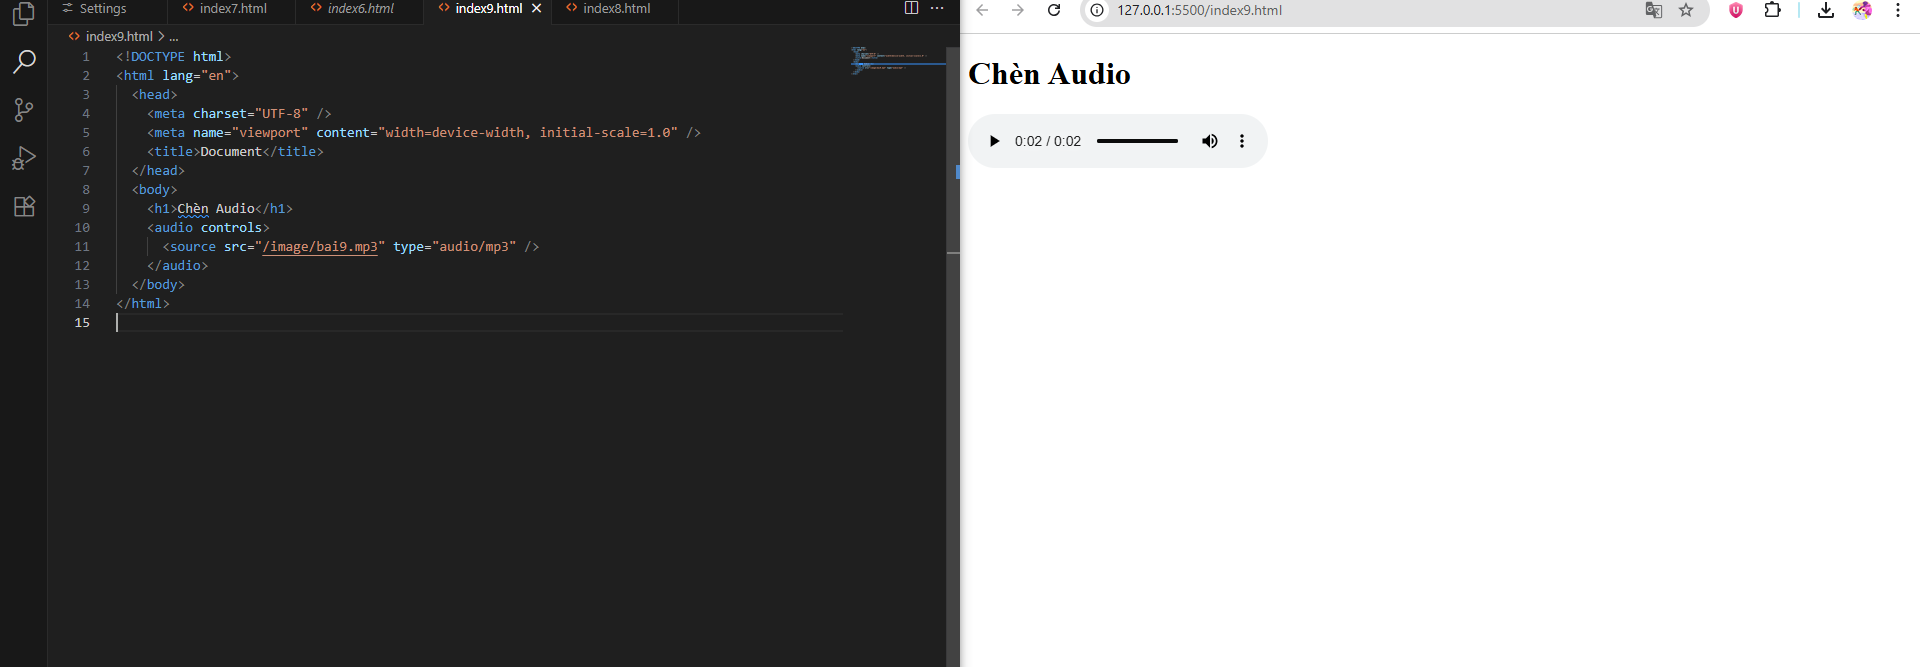 Settings
index7.html
index6.html
index9.html
index8.html
index9.html > ...
1 <!DOCTYPE html>
2 <html lang="en">
3 <head>
4 <meta charset="UTF-8" />
5 <meta name="viewport" content="width=device-width, initial-scale=1.0" />
6 <title>Document</title>
7 </head>
8 <body>
9 <h1>Chèn Audio</h1>
10 <audio controls>
11 <source src="/image/bai9.mp3" type="audio/mp3" />
12 </audio>
13 </body>
14 </html>
15
127.0.0.1:5500/index9.html
Chèn Audio
0:02 / 0:02